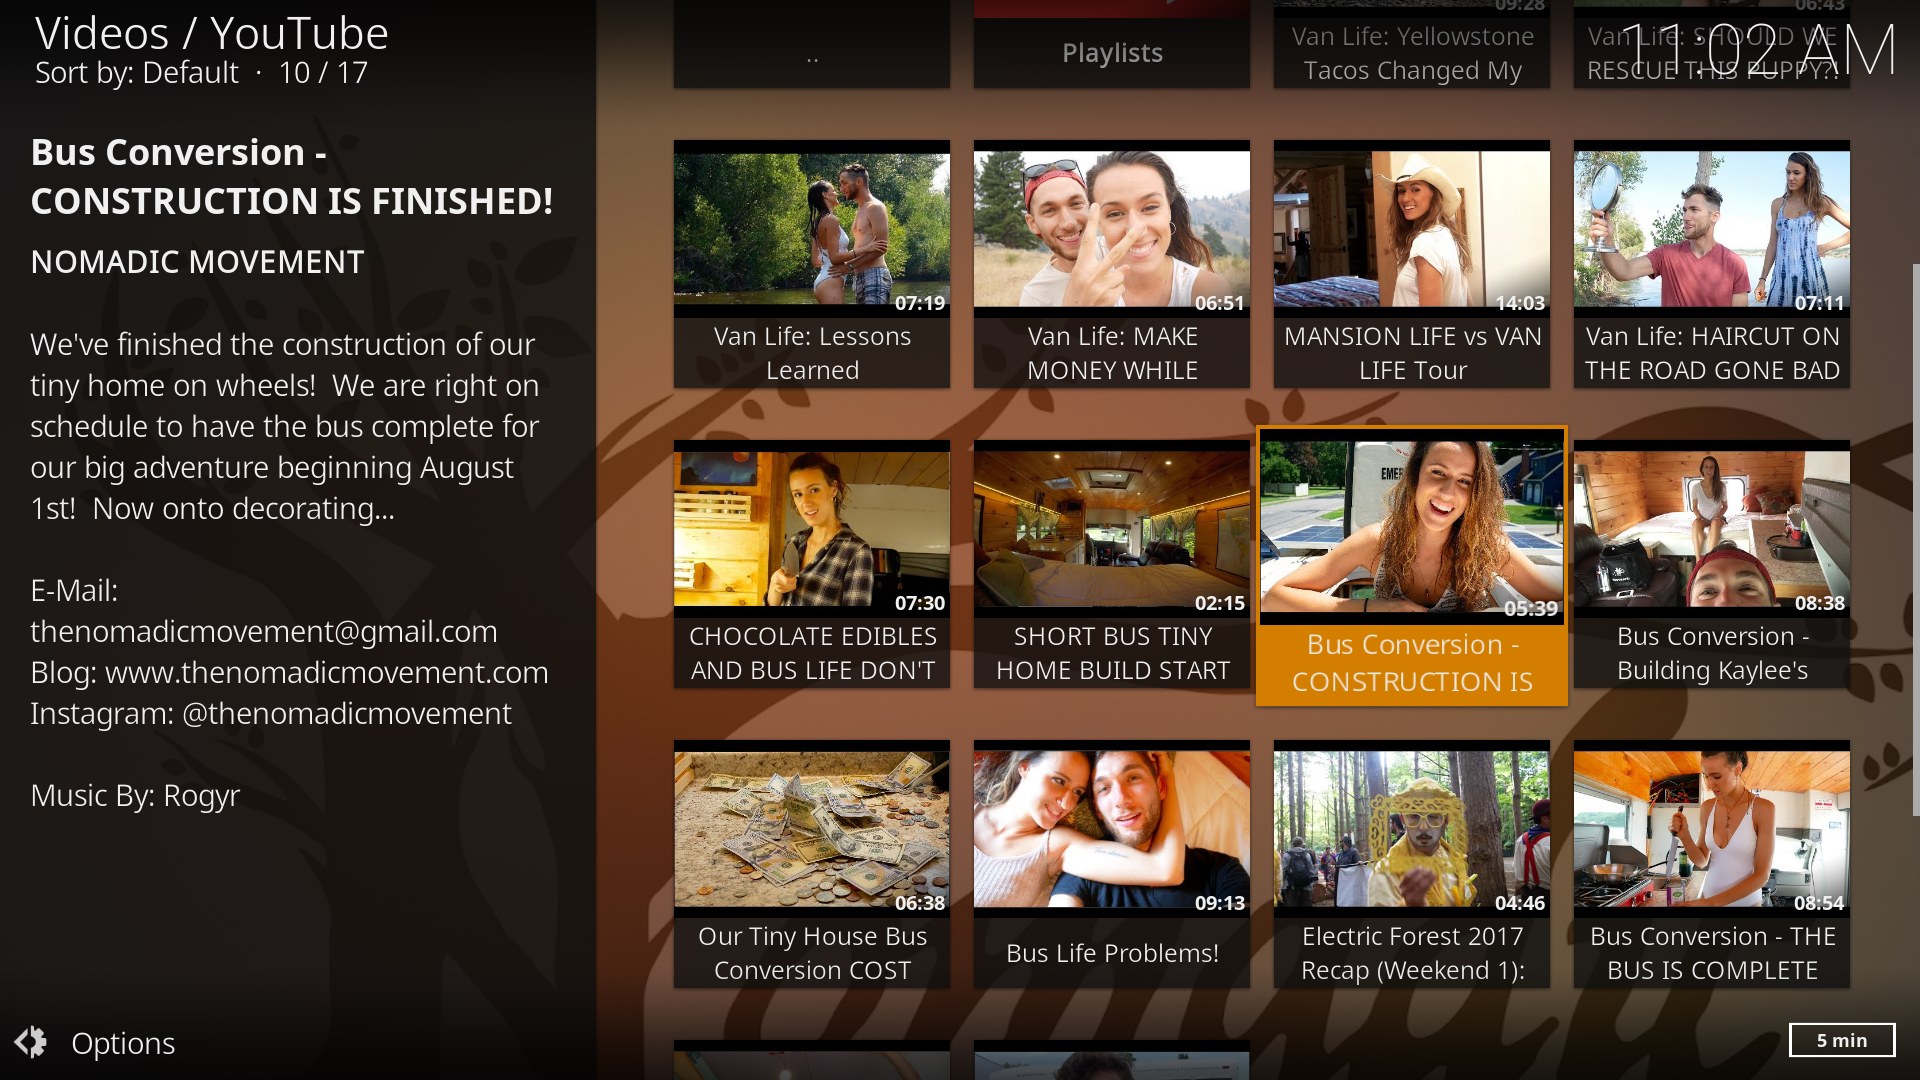 Videos / YouTube
Sort by: Default · 10 / 17
11:02 AM
Bus Conversion -
CONSTRUCTION IS FINISHED!
NOMADIC MOVEMENT
We've finished the construction of our
tiny home on wheels!  We are right on
schedule to have the bus complete for
our big adventure beginning August
1st!  Now onto decorating...
E-Mail:
thenomadicmovement@gmail.com
Blog: www.thenomadicmovement.com
Instagram: @thenomadicmovement
Music By: Rogyr
Options
..
Playlists
09:28
Van Life: Yellowstone
Tacos Changed My
06:43
Van Life: SHOULD WE
RESCUE THIS PUPPY?!
07:19
Van Life: Lessons
Learned
06:51
Van Life: MAKE
MONEY WHILE
14:03
MANSION LIFE vs VAN
LIFE Tour
07:11
Van Life: HAIRCUT ON
THE ROAD GONE BAD
07:30
CHOCOLATE EDIBLES
AND BUS LIFE DON'T
02:15
SHORT BUS TINY
HOME BUILD START
EMER
05:39
Bus Conversion -
CONSTRUCTION IS
08:38
Bus Conversion -
Building Kaylee's
06:38
Our Tiny House Bus
Conversion COST
09:13
Bus Life Problems!
04:46
Electric Forest 2017
Recap (Weekend 1):
08:54
Bus Conversion - THE
BUS IS COMPLETE
5 min